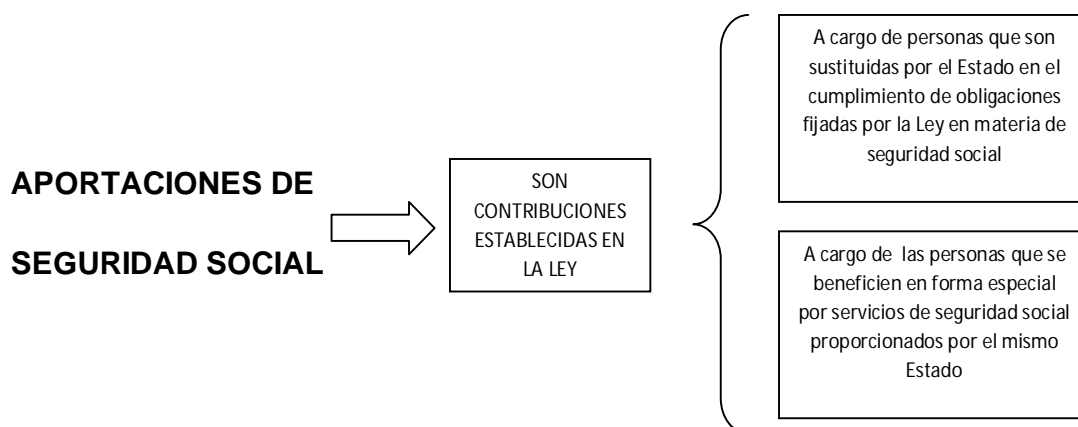 APORTACIONES DE
SEGURIDAD SOCIAL
SON
CONTRIBUCIONES
ESTABLECIDAS EN
LA LEY
A cargo de personas que son
sustituidas por el Estado en el
cumplimiento de obligaciones
fijadas por la Ley en materia de
seguridad social
A cargo de las personas que se
beneficien en forma especial
por servicios de seguridad social
proporcionados por el mismo
Estado